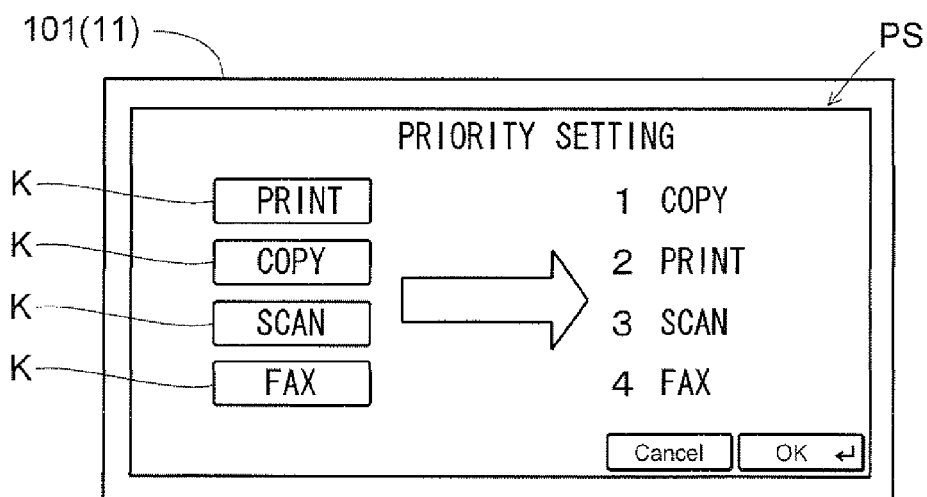 101(11)
PS
PRIORITY SETTING
K PRINT 1 COPY
K COPY 2 PRINT
K SCAN 3 SCAN
K FAX 4 FAX
Cancel OK ↵